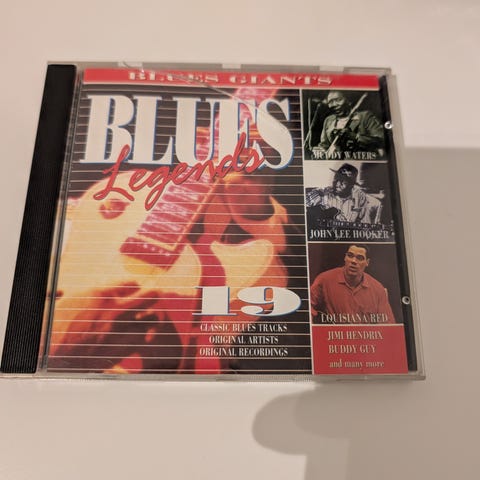 BLUES GIANTS
BLUES
Legends
MUDDY WATERS
JOHN LEE HOOKER
LOUISIANA RED
JIMI HENDRIX
BUDDY GUY
and many more
19
CLASSIC BLUES TRACKS
ORIGINAL ARTISTS
ORIGINAL RECORDINGS